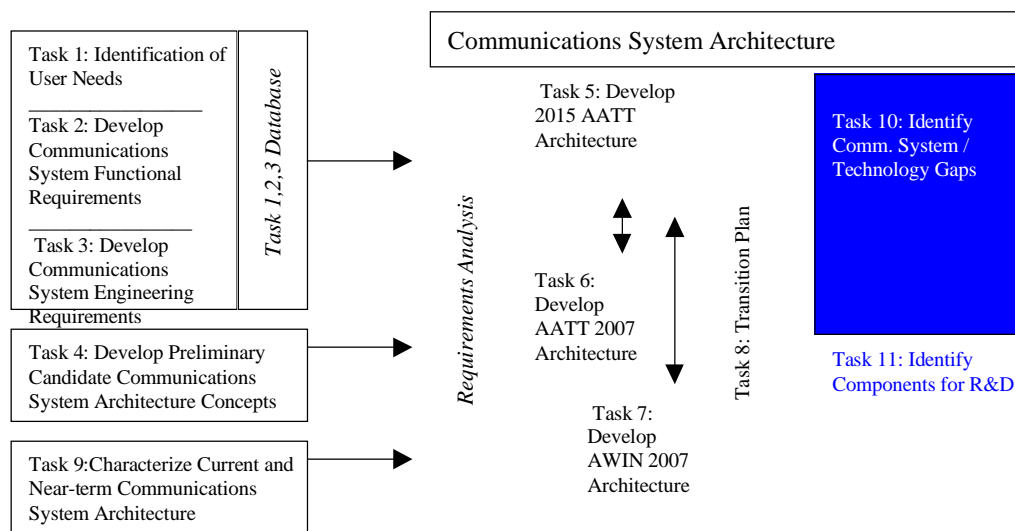 Task 1: Identification of
User Needs
___________________
Task 2: Develop
Communications
System Functional
Requirements
__________________
Task 3: Develop
Communications
System Engineering
Requirements
Task 1,2,3 Database
Task 4: Develop Preliminary
Candidate Communications
System Architecture Concepts
Task 9:Characterize Current and
Near-term Communications
System Architecture
Communications System Architecture
Requirements Analysis
Task 5: Develop
2015 AATT
Architecture
Task 6:
Develop
AATT 2007
Architecture
Task 7:
Develop
AWIN 2007
Architecture
Task 8: Transition Plan
Task 10: Identify
Comm. System /
Technology Gaps
Task 11: Identify
Components for R&D